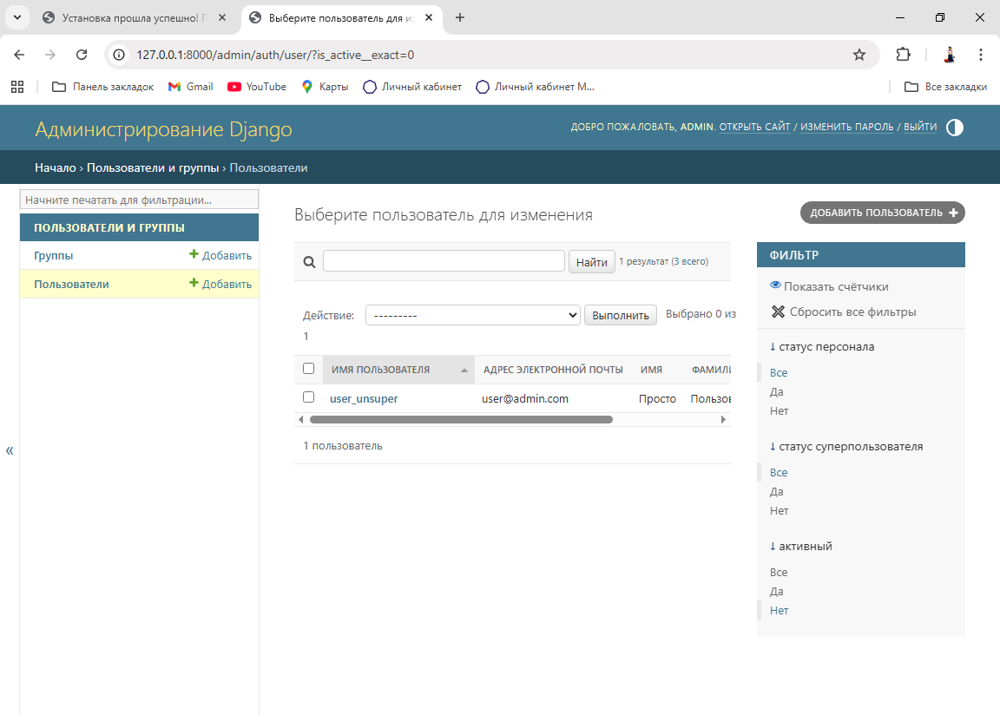 Установка прошла успешно! П
Выберите пользователь для из
127.0.0.1:8000/admin/auth/user/?is_active__exact=0
Панель закладок
Gmail
YouTube
Карты
Личный кабинет
Личный кабинет М...
Все закладки
Администрирование Django
ДОБРО ПОЖАЛОВАТЬ, ADMIN. ОТКРЫТЬ САЙТ / ИЗМЕНИТЬ ПАРОЛЬ / ВЫЙТИ
Начало › Пользователи и группы › Пользователи
Начните печатать для фильтрации...
ПОЛЬЗОВАТЕЛИ И ГРУППЫ
Группы
+ Добавить
Пользователи
+ Добавить
«
Выберите пользователь для изменения
ДОБАВИТЬ ПОЛЬЗОВАТЕЛЬ +
Найти
1 результат (3 всего)
Действие:
---------
Выполнить
Выбрано 0 из
1
ИМЯ ПОЛЬЗОВАТЕЛЯ
АДРЕС ЭЛЕКТРОННОЙ ПОЧТЫ
ИМЯ
ФАМИЛИ
user_unsuper
user@admin.com
Просто
Пользов
1 пользователь
ФИЛЬТР
Показать счётчики
Сбросить все фильтры
↓ статус персонала
Все
Да
Нет
↓ статус суперпользователя
Все
Да
Нет
↓ активный
Все
Да
Нет